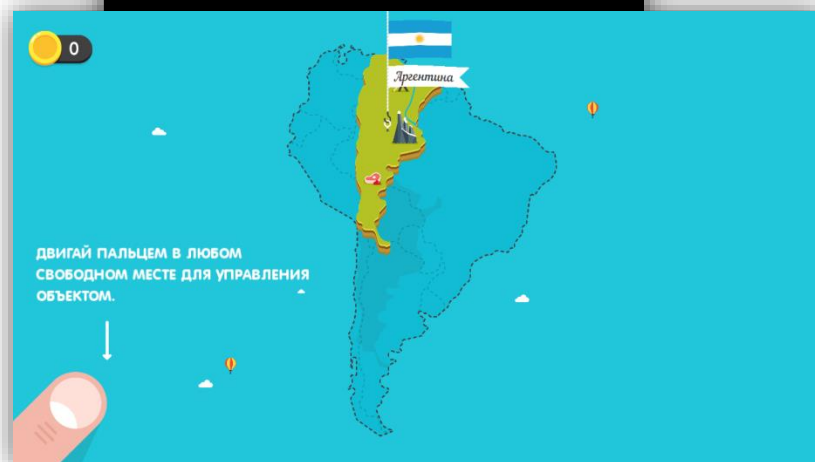 0
Аргентина
ДВИГАЙ ПАЛЬЦЕМ В ЛЮБОМ
СВОБОДНОМ МЕСТЕ ДЛЯ УПРАВЛЕНИЯ
ОБЪЕКТОМ.